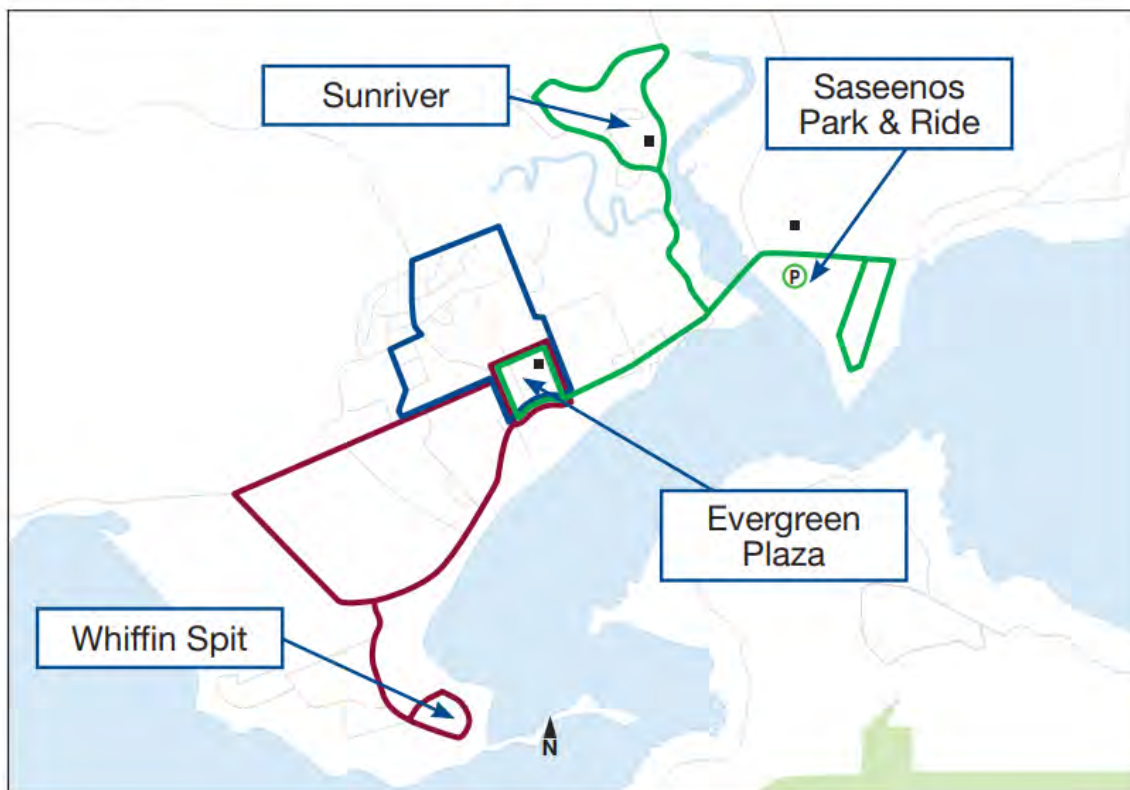 Sunriver
Saseenos
Park & Ride
P
Evergreen
Plaza
Whiffin Spit
N